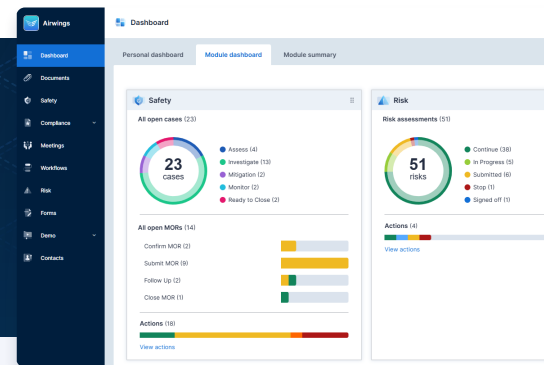 Airwings
Dashboard
Dashboard
Documents
Safety
Compliance
Meetings
Workflows
Risk
Forms
Demo
Contacts
Personal dashboard
Module dashboard
Module summary
Safety
All open cases (23)
23
cases
Assess (4)
Investigate (13)
Mitigation (2)
Monitor (2)
Ready to Close (2)
All open MORs (14)
Confirm MOR (2)
Submit MOR (9)
Follow Up (2)
Close MOR (1)
Actions (18)
View actions
Risk
Risk assessments (51)
51
risks
Continue (38)
In Progress (5)
Submitted (6)
Stop (1)
Signed off (1)
Actions (4)
View actions